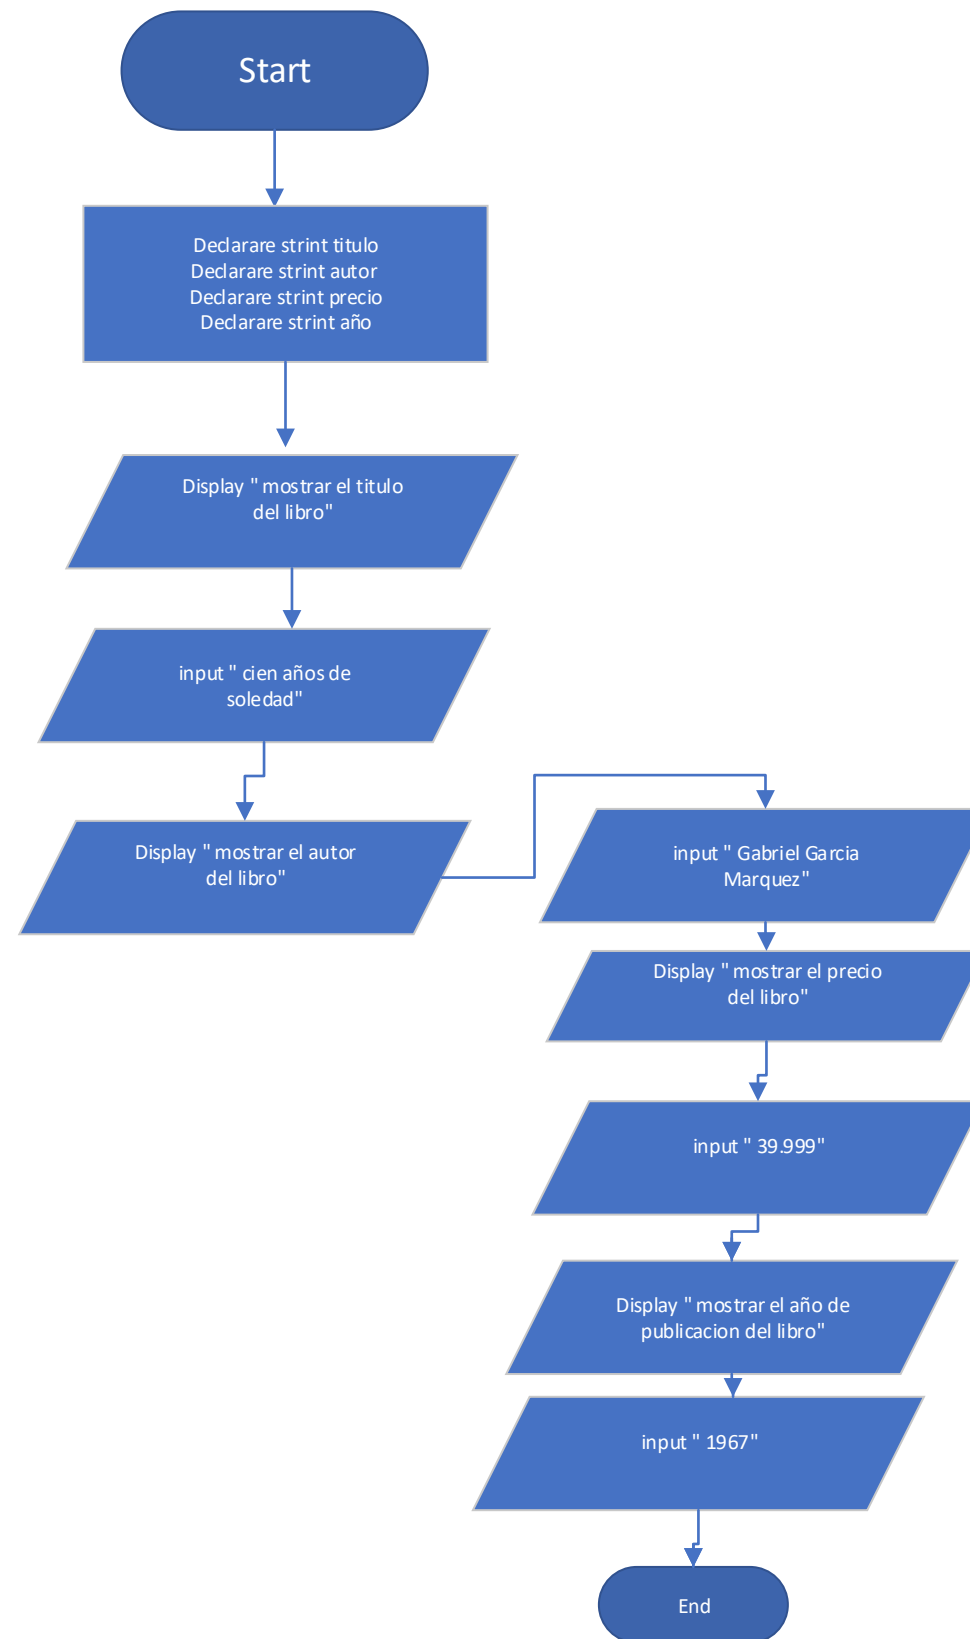 Start
Declarare strint titulo
Declarare strint autor
Declarare strint precio
Declarare strint año
Display " mostrar el titulo
del libro"
input " cien años de
soledad"
Display " mostrar el autor
del libro"
input " Gabriel Garcia
Marquez"
Display " mostrar el precio
del libro"
input " 39.999"
Display " mostrar el año de
publicacion del libro"
input " 1967"
End